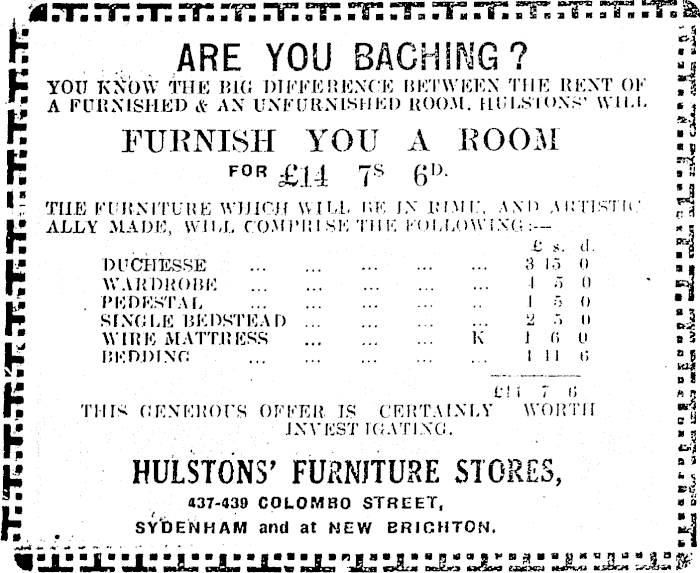 ARE YOU BACHING?
YOU KNOW THE BIG DIFFERENCE BETWEEN THE RENT OF
A FURNISHED & AN UNFURNISHED ROOM. HULSTONS' WILL
FURNISH YOU A ROOM
FOR £14 7S 6D.
THE FURNITURE WHICH WILL BE IN RIMU, AND ARTISTIC
ALLY MADE, WILL COMPRISE THE FOLLOWING:—
£ s. d.
DUCHESSE ... ... ... ... ... 3 15 0
WARDROBE ... ... ... ... ... 4 5 0
PEDESTAL ... ... ... ... .. 1 5 0
SINGLE BEDSTEAD ... ... ... ... 2 5 0
WIRE MATTRESS ... ... ... K 1 6 0
BEDDING ... ... ... ... ... 1 11 6
£14 7 6
THIS GENEROUS OFFER IS CERTAINLY WORTH
INVESTIGATING.
HULSTONS' FURNITURE STORES,
437-439 COLOMBO STREET,
SYDENHAM and at NEW BRIGHTON.